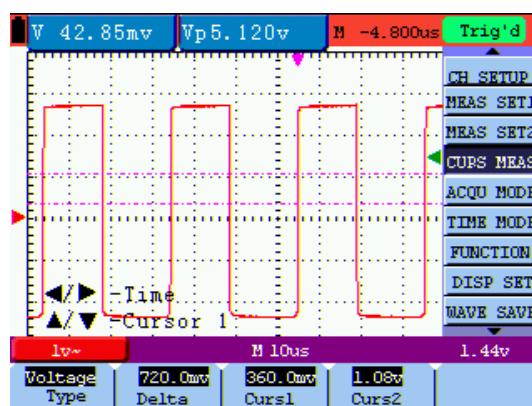 V 42.85mv Vp5.120v M -4.800us Trig'd
CH SETUP
MEAS SET1
MEAS SET2
CURS MEAS
ACQU MODE
TIME MODE
FUNCTION
DISP SET
WAVE SAVE
◄/► -Time
▲/▼ -Cursor 1
1v~ M 10us 1.44v
Voltage 720.0mv 360.0mv 1.08v
Type Delta Curs1 Curs2